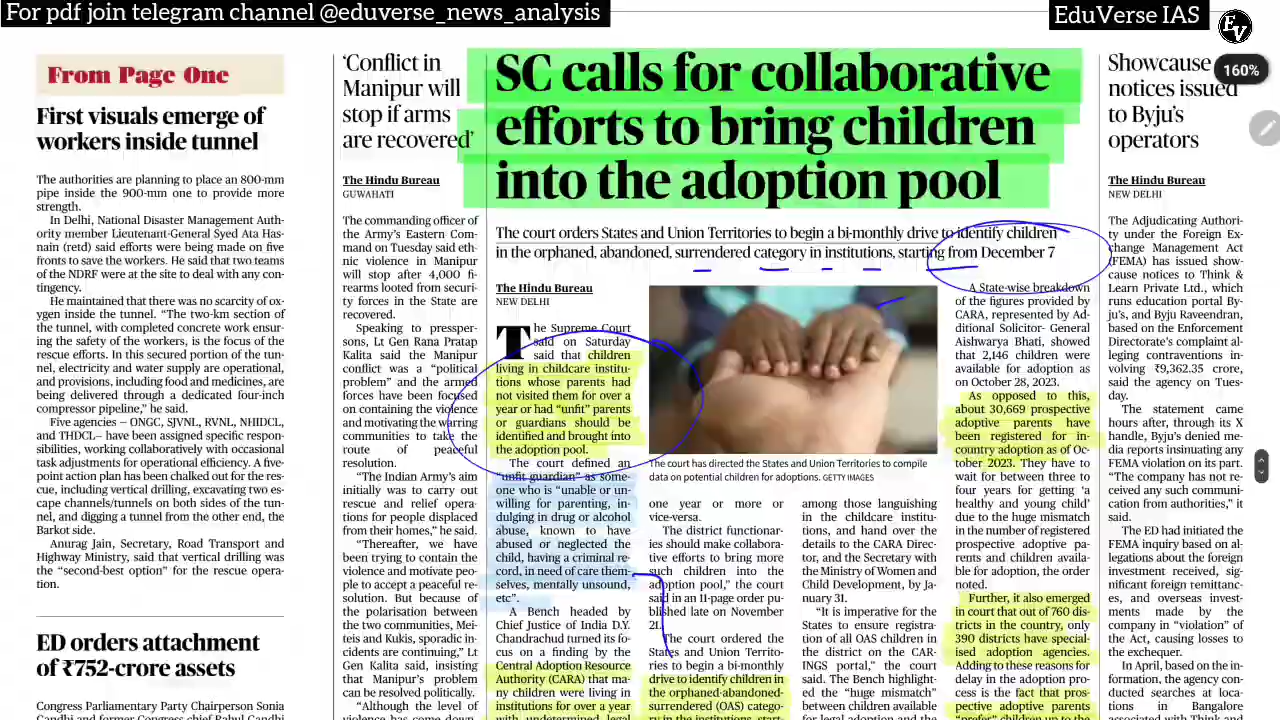 For pdf join telegram channel @eduverse_news_analysis
EduVerse IAS
EV
160%
From Page One
First visuals emerge of
workers inside tunnel
The authorities are planning to place an 800-mm
pipe inside the 900-mm one to provide more
strength.
In Delhi, National Disaster Management Auth-
ority member Lieutenant-General Syed Ata Has-
nain (retd) said efforts were being made on five
fronts to save the workers. He said that two teams
of the NDRF were at the site to deal with any con-
tingency.
He maintained that there was no scarcity of ox-
ygen inside the tunnel. “The two-km section of
the tunnel, with completed concrete work ensur-
ing the safety of the workers, is the focus of the
rescue efforts. In this secured portion of the tun-
nel, electricity and water supply are operational,
and provisions, including food and medicines, are
being delivered through a dedicated four-inch
compressor pipeline,” he said.
Five agencies – ONGC, SJVNL, RVNL, NHIDCL,
and THDCL– have been assigned specific respon-
sibilities, working collaboratively with occasional
task adjustments for operational efficiency. A five-
point action plan has been chalked out for the res-
cue, including vertical drilling, excavating two es-
cape channels/tunnels on both sides of the tun-
nel, and digging a tunnel from the other end, the
Barkot side.
Anurag Jain, Secretary, Road Transport and
Highway Ministry, said that vertical drilling was
the “second-best option” for the rescue opera-
tion.
ED orders attachment
of ₹752-crore assets
Congress Parliamentary Party Chairperson Sonia
Gandhi and former Congress chief Rahul Gandhi
‘Conflict in
Manipur will
stop if arms
are recovered’
The Hindu Bureau
GUWAHATI
The commanding officer of
the Army’s Eastern Com-
mand on Tuesday said eth-
nic violence in Manipur
will stop after 4,000 fi-
rearms looted from securi-
ty forces in the State are
recovered.
Speaking to pressper-
sons, Lt Gen Rana Pratap
Kalita said the Manipur
conflict was a “political
problem” and the armed
forces have been focused
on containing the violence
and motivating the warring
communities to take the
route of peaceful
resolution.
“The Indian Army’s aim
initially was to carry out
rescue and relief opera-
tions for people displaced
from their homes,” he said.
“Thereafter, we have
been trying to contain the
violence and motivate peo-
ple to accept a peaceful re-
solution. But because of
the polarisation between
the two communities, Mei-
teis and Kukis, sporadic in-
cidents are continuing,” Lt
Gen Kalita said, insisting
that Manipur’s problem
can be resolved politically.
“Although the level of
violence has come down
SC calls for collaborative
efforts to bring children
into the adoption pool
The court orders States and Union Territories to begin a bi-monthly drive to identify children
in the orphaned, abandoned, surrendered category in institutions, starting from December 7
The Hindu Bureau
NEW DELHI
The Supreme Court
said on Saturday
said that children
living in childcare institu-
tions whose parents had
not visited them for over a
year or had “unfit” parents
or guardians should be
identified and brought into
the adoption pool.
The court defined an
“unfit guardian” as some-
one who is “unable or un-
willing for parenting, in-
dulging in drug or alcohol
abuse, known to have
abused or neglected the
child, having a criminal re-
cord, in need of care them-
selves, mentally unsound,
etc”.
A Bench headed by
Chief Justice of India D.Y.
Chandrachud turned its fo-
cus on a finding by the
Central Adoption Resource
Authority (CARA) that ma-
ny children were living in
institutions for over a year
with undetermined legal
The court has directed the States and Union Territories to compile
data on potential children for adoptions. GETTY IMAGES
one year or more or
vice-versa.
The district functionar-
ies should make collabora-
tive efforts to bring more
such children into the
adoption pool,” the court
said in an 11-page order pu-
blished late on November
21.
The court ordered the
States and Union Territo-
ries to begin a bi-monthly
drive to identify children in
the orphaned-abandoned-
surrendered (OAS) catego-
ry in the institutions, start-
among those languishing
in the childcare institu-
tions, and hand over the
details to the CARA Direc-
tor, and the Secretary with
the Ministry of Women and
Child Development, by Ja-
nuary 31.
“It is imperative for the
States to ensure registra-
tion of all OAS children in
the district on the CAR-
INGS portal,” the court
said. The Bench highlight-
ed the “huge mismatch”
between children available
for legal adoption and the
A State-wise breakdown
of the figures provided by
CARA, represented by Ad-
ditional Solicitor- General
Aishwarya Bhati, showed
that 2,146 children were
available for adoption as
on October 28, 2023.
As opposed to this,
about 30,669 prospective
adoptive parents have
been registered for in-
country adoption as of Oc-
tober 2023. They have to
wait for between three to
four years for getting ‘a
healthy and young child’
due to the huge mismatch
in the number of registered
prospective adoptive pa-
rents and children availa-
ble for adoption, the order
noted.
Further, it also emerged
in court that out of 760 dis-
tricts in the country, only
390 districts have special-
ised adoption agencies.
Adding to these reasons for
delay in the adoption pro-
cess is the fact that pros-
pective adoptive parents
“prefer” children up to the
Showcause
notices issued
to Byju’s
operators
The Hindu Bureau
NEW DELHI
The Adjudicating Authori-
ty under the Foreign Ex-
change Management Act
(FEMA) has issued show-
cause notices to Think &
Learn Private Ltd., which
runs education portal By-
ju’s, and Byju Raveendran,
based on the Enforcement
Directorate’s complaint al-
leging contraventions in-
volving ₹9,362.35 crore,
said the agency on Tues-
day.
The statement came
hours after, through its X
handle, Byju’s denied me-
dia reports insinuating any
FEMA violation on its part.
“The company has not re-
ceived any such communi-
cation from authorities,” it
said.
The ED had initiated the
FEMA inquiry based on al-
legations about the foreign
investment received, sig-
nificant foreign remittanc-
es, and overseas invest-
ments made by the
company in “violation” of
the Act, causing losses to
the exchequer.
In April, based on the in-
formation, the agency con-
ducted searches at loca-
tions in Bangalore
associated with Think and